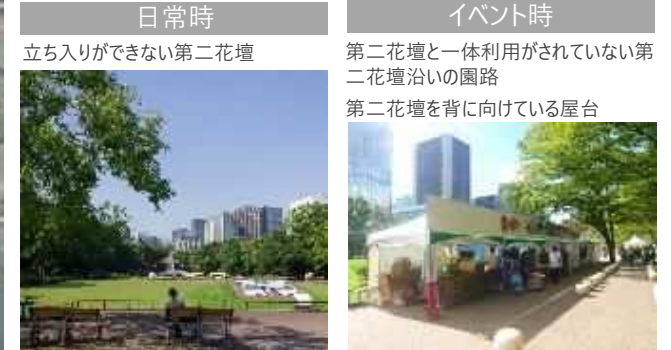 日常時
立ち入りができない第二花壇
イベント時
第二花壇と一体利用がされていない第
二花壇沿いの園路
第二花壇を背に向けている屋台